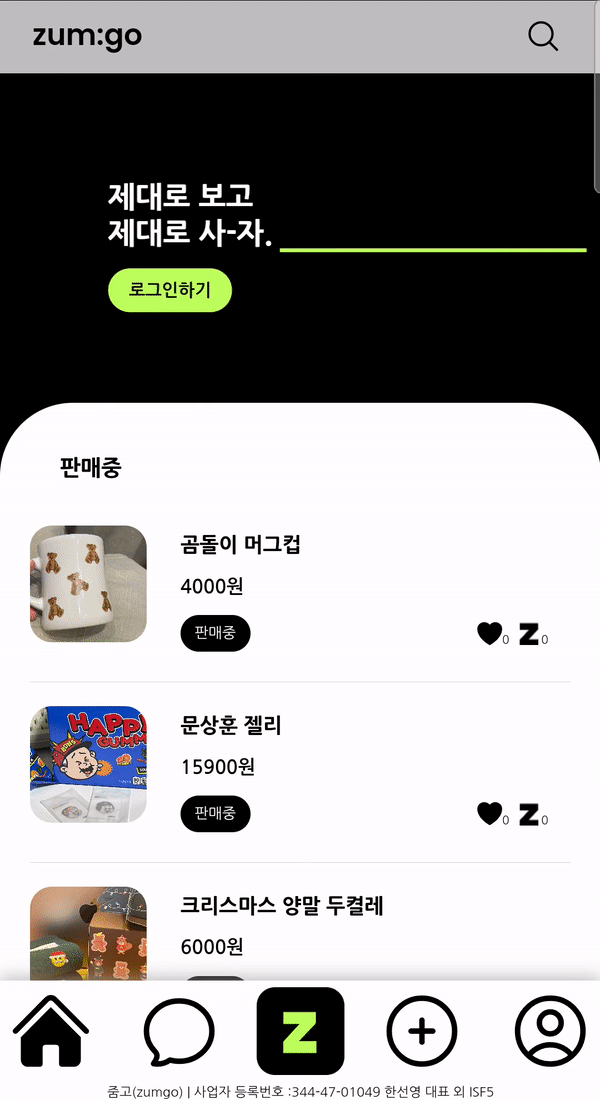 zum:go
제대로 보고
제대로 사-자.
로그인하기
판매중
곰돌이 머그컵
4000원
판매중
0 Z 0
문상훈 젤리
HAPP
GUMM
15900원
판매중
0 Z 0
크리스마스 양말 두켤레
6000원
Z
줌고(zumgo) | 사업자 등록번호 :344-47-01049 한선영 대표 외 ISF5